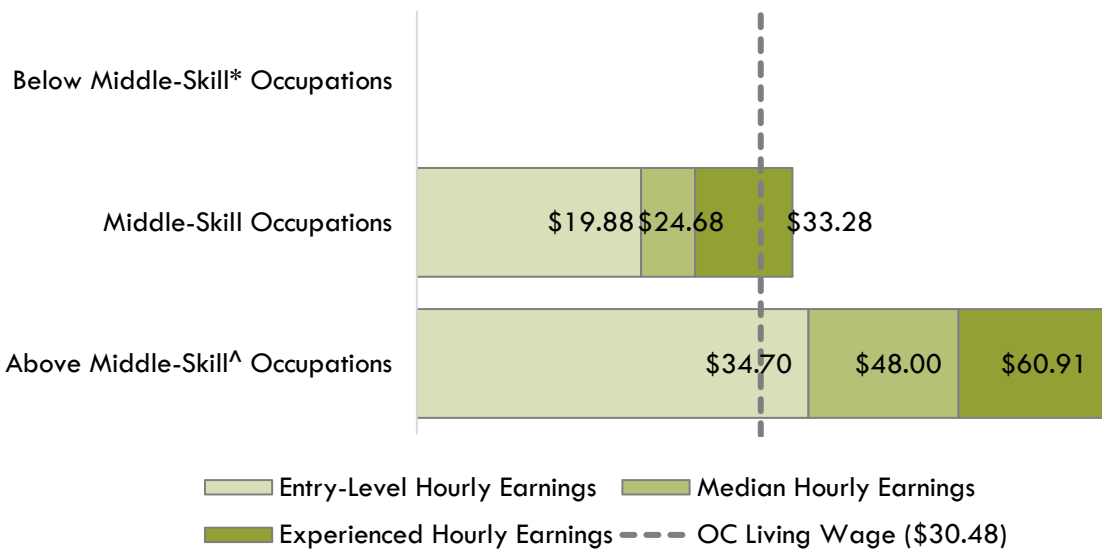 Below Middle-Skill* Occupations
Middle-Skill Occupations $19.88 $24.68 $33.28
Above Middle-Skill^ Occupations $34.70 $48.00 $60.91
Entry-Level Hourly Earnings Median Hourly Earnings
Experienced Hourly Earnings OC Living Wage ($30.48)